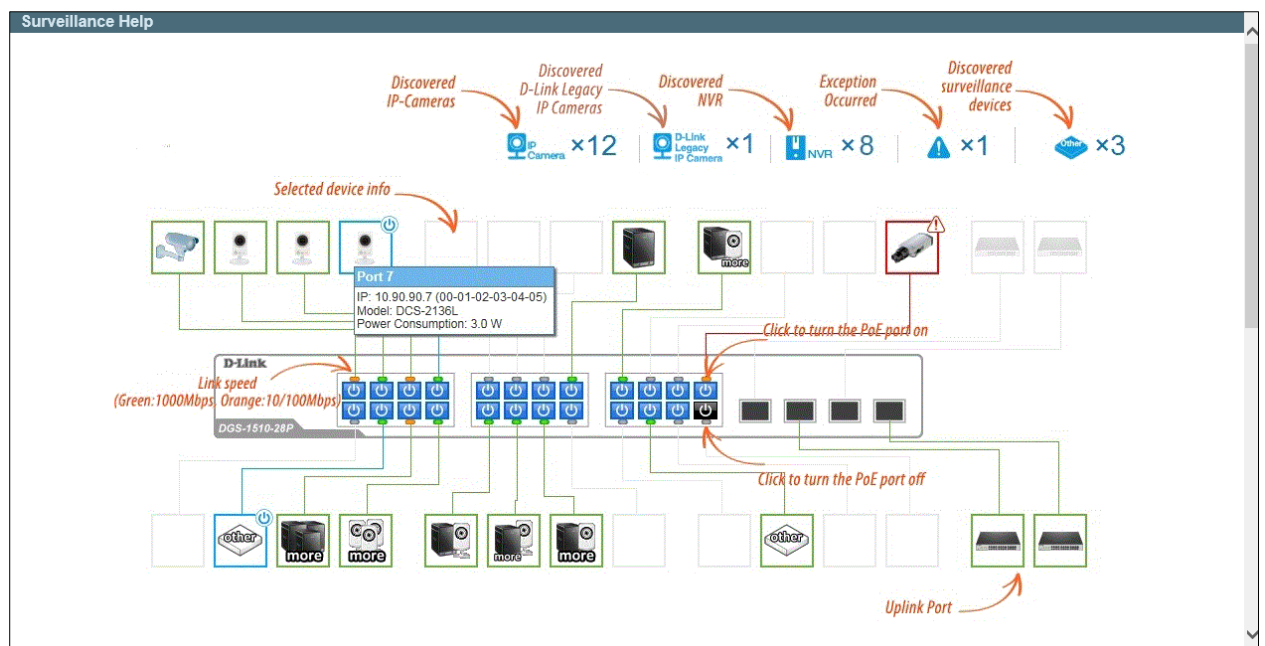 Surveillance Help
Discovered
IP-Cameras
Discovered
D-Link Legacy
IP Cameras
Discovered
NVR
Exception
Occurred
Discovered
surveillance
devices
IP
Camera ×12
D-Link
Legacy
IP Camera ×1
NVR ×8
×1
Other ×3
Selected device info
more
Port 7
IP: 10.90.90.7 (00-01-02-03-04-05)
Model: DCS-2136L
Power Consumption: 3.0 W
Click to turn the PoE port on
D-Link
Link speed
(Green:1000Mbps, Orange:10/100Mbps)
DGS-1510-28P
Click to turn the PoE port off
other
more
more
more
more
other
Uplink Port